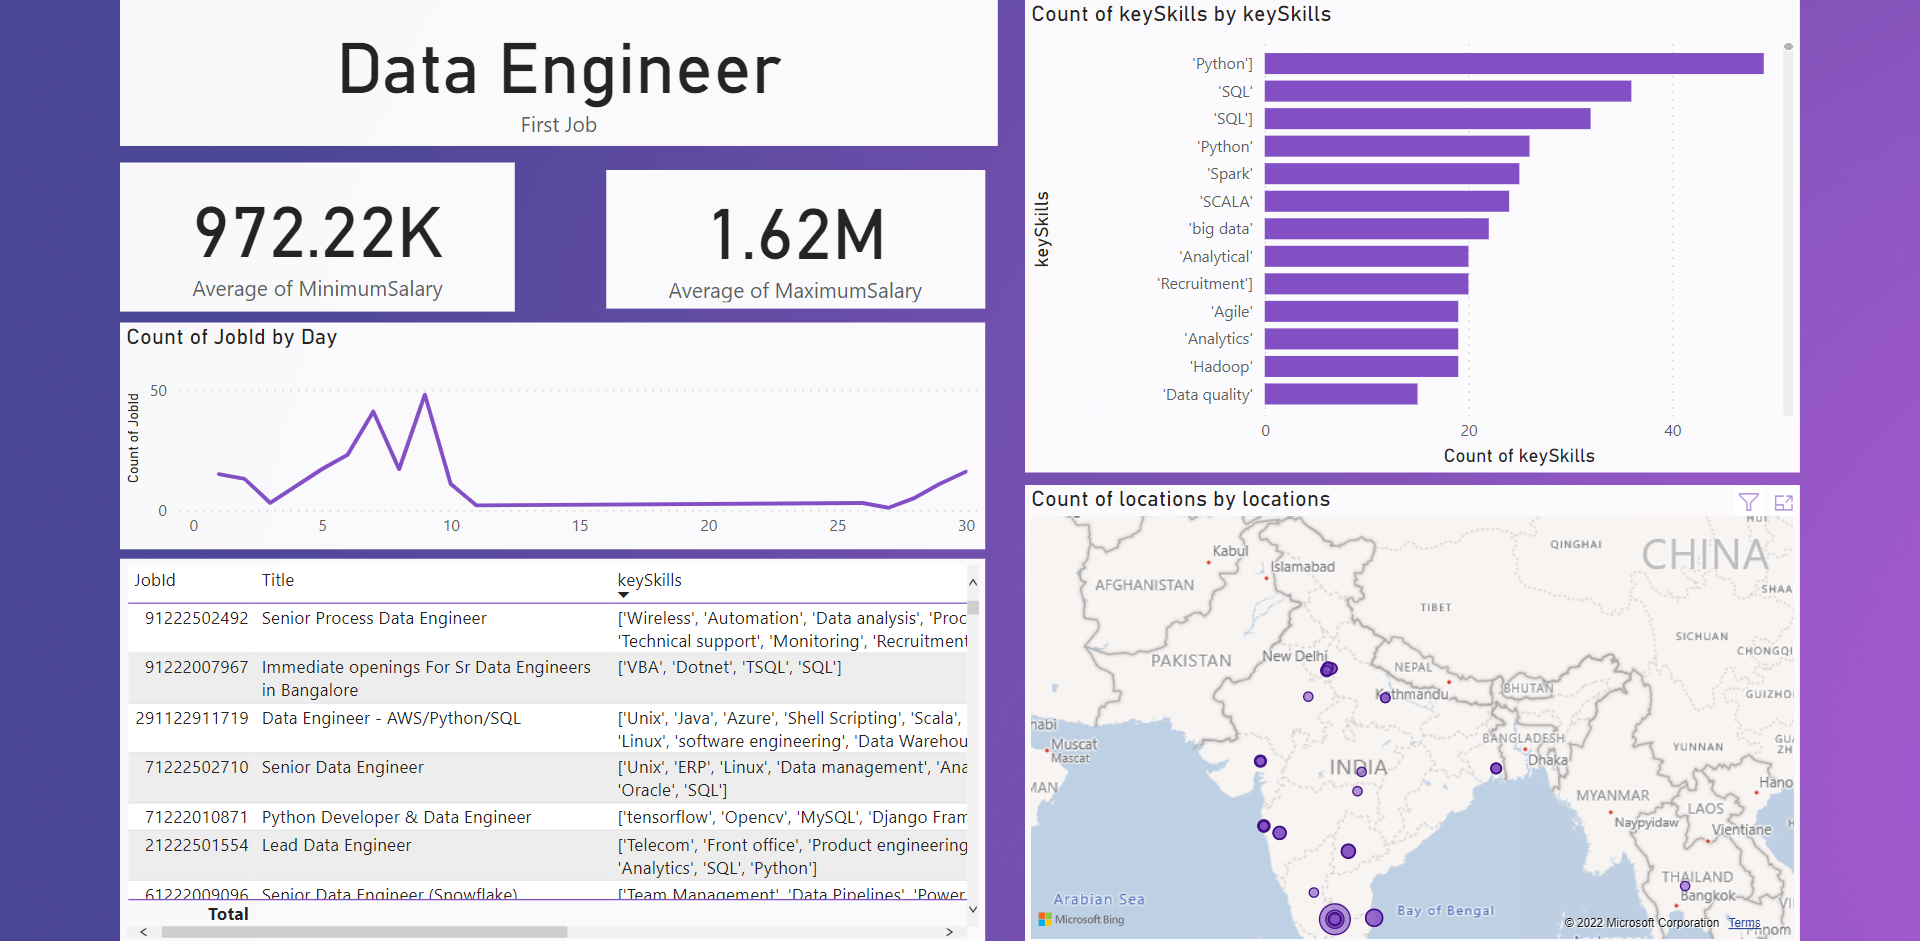 Data Engineer
First Job
972.22K
Average of MinimumSalary
1.62M
Average of MaximumSalary
Count of JobId by Day
Count of JobId
50
0
0 5 10 15 20 25 30
JobId Title keySkills
91222502492 Senior Process Data Engineer ['Wireless', 'Automation', 'Data analysis', 'Proc
'Technical support', 'Monitoring', 'Recruitment
91222007967 Immediate openings For Sr Data Engineers ['VBA', 'Dotnet', 'TSQL', 'SQL']
in Bangalore
291122911719 Data Engineer - AWS/Python/SQL ['Unix', 'Java', 'Azure', 'Shell Scripting', 'Scala',
'Linux', 'software engineering', 'Data Warehou
71222502710 Senior Data Engineer ['Unix', 'ERP', 'Linux', 'Data management', 'Ana
'Oracle', 'SQL']
71222010871 Python Developer & Data Engineer ['tensorflow', 'Opencv', 'MySQL', 'Django Fram
21222501554 Lead Data Engineer ['Telecom', 'Front office', 'Product engineering
'Analytics', 'SQL', 'Python']
61222009096 Senior Data Engineer (Snowflake) ['Team Management', 'Data Pipelines', 'Power
Total
Count of keySkills by keySkills
keySkills
'Python']
'SQL'
'SQL']
'Python'
'Spark'
'SCALA'
'big data'
'Analytical'
'Recruitment']
'Agile'
'Analytics'
'Hadoop'
'Data quality'
0 20 40
Count of keySkills
Count of locations by locations
Kabul
QINGHAI
CHINA
Islamabad
AFGHANISTAN
SHAA
TIBET
SICHUAN
CHONGQI
New Delhi
PAKISTAN
NEPAL
Kathmandu
BHUTAN
GUIZHO
habi
Muscat
Mascat
BANGLADESH
Dhaka
YUNNAN
GU
ZH
INDIA
MAN
Hano
MYANMAR
LAOS
Naypyidaw
Vientiane
THAILAND
Bangkok
VI
Arabian Sea
Bay of Bengal
Microsoft Bing
© 2022 Microsoft Corporation Terms
Phnom